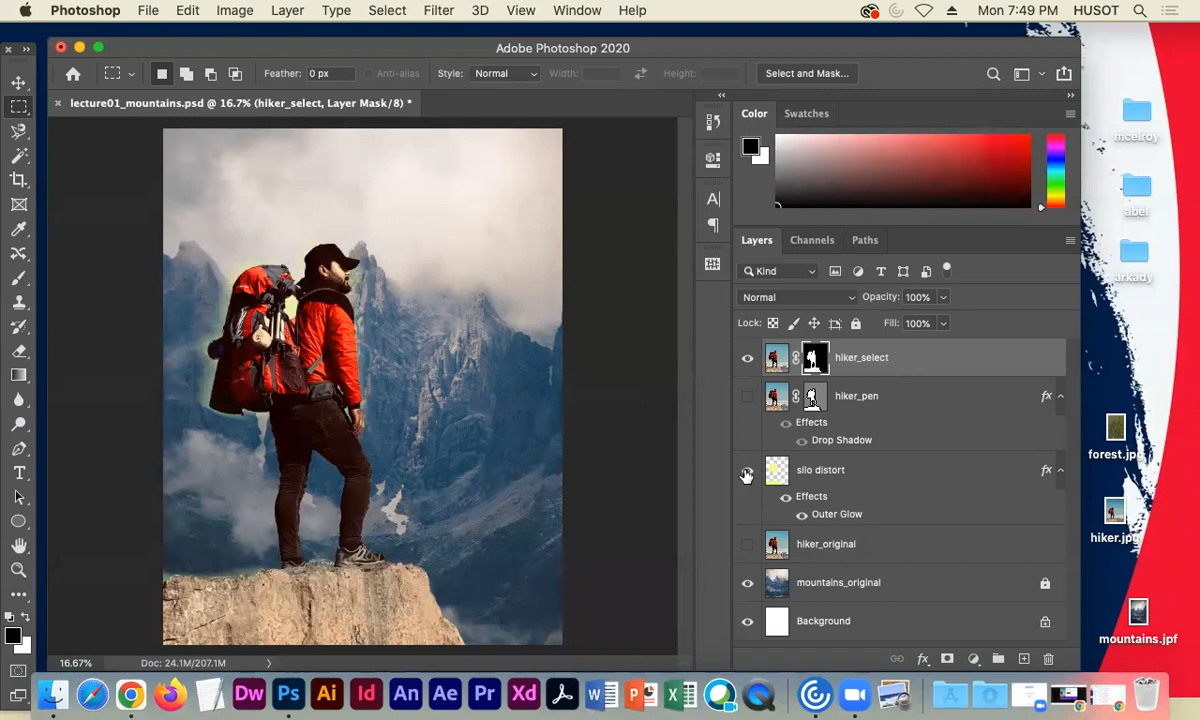 Photoshop File Edit Image Layer Type Select Filter 3D View Window Help Mon 7:49 PM HUSOT
Adobe Photoshop 2020
Feather: 0 px Anti-alias Style: Normal Width: Height: Select and Mask...
lecture01_mountains.psd @ 16.7% (hiker_select, Layer Mask/8) *
Color Swatches
Layers Channels Paths
Kind
Normal Opacity: 100%
Lock: Fill: 100%
hiker_select
hiker_pen fx
Effects
Drop Shadow
silo distort fx
Effects
Outer Glow
hiker_original
mountains_original
Background
16.67% Doc: 24.1M/207.1M
mcelroy
abel
arkady
forest.jpg
hiker.jpg
mountains.jpf
Dw Ps Ai Id An Ae Pr Xd W P X